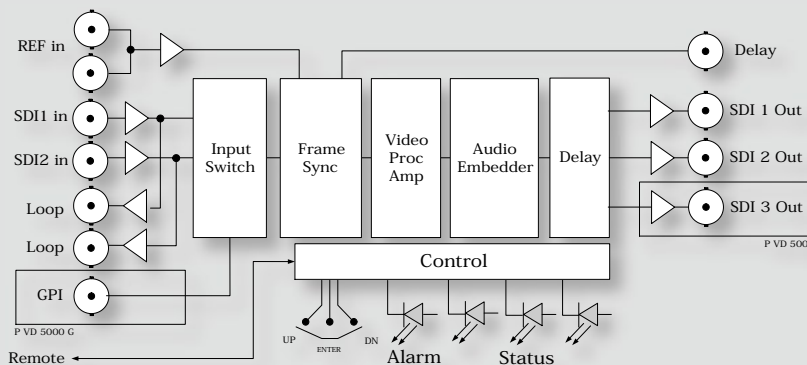 REF in
Delay
SDI1 in
SDI 1 Out
SDI2 in
Input
Switch
Frame
Sync
Video
Proc
Amp
Audio
Embedder
Delay
SDI 2 Out
Loop
SDI 3 Out
Loop
P VD 500
Control
GPI
P VD 5000 G
UP
ENTER
DN
Remote
Alarm
Status